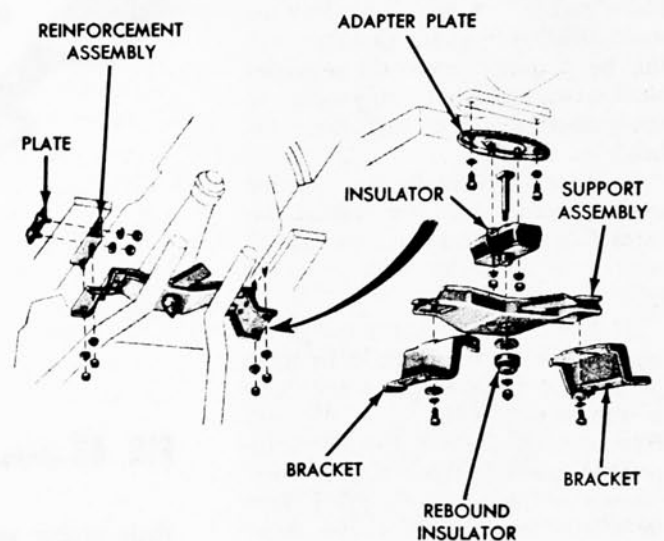 REINFORCEMENT
ASSEMBLY
PLATE
ADAPTER PLATE
INSULATOR
SUPPORT
ASSEMBLY
BRACKET
REBOUND
INSULATOR
BRACKET